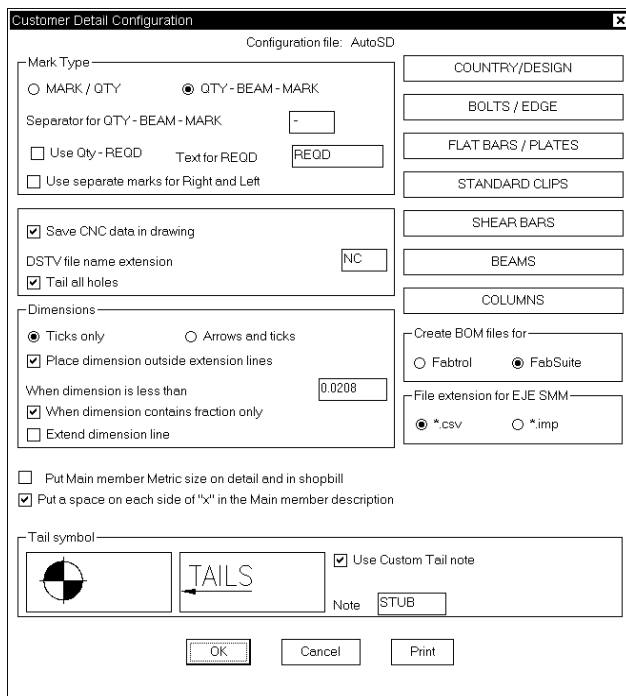 Customer Detail Configuration
Configuration file: AutoSD
Mark Type
MARK / QTY
QTY - BEAM - MARK
Separator for QTY - BEAM - MARK
-
Use Qty - REQD
Text for REQD
REQD
Use separate marks for Right and Left
Save CNC data in drawing
DSTV file name extension
NC
Tail all holes
Dimensions
Ticks only
Arrows and ticks
Place dimension outside extension lines
When dimension is less than
0.0208
When dimension contains fraction only
Extend dimension line
COUNTRY/DESIGN
BOLTS / EDGE
FLAT BARS / PLATES
STANDARD CLIPS
SHEAR BARS
BEAMS
COLUMNS
Create BOM files for
Fabtrol
FabSuite
File extension for EJE SMM
*.csv
*.imp
Put Main member Metric size on detail and in shopbill
Put a space on each side of "x" in the Main member description
Tail symbol
TAILS
Use Custom Tail note
Note
STUB
OK
Cancel
Print